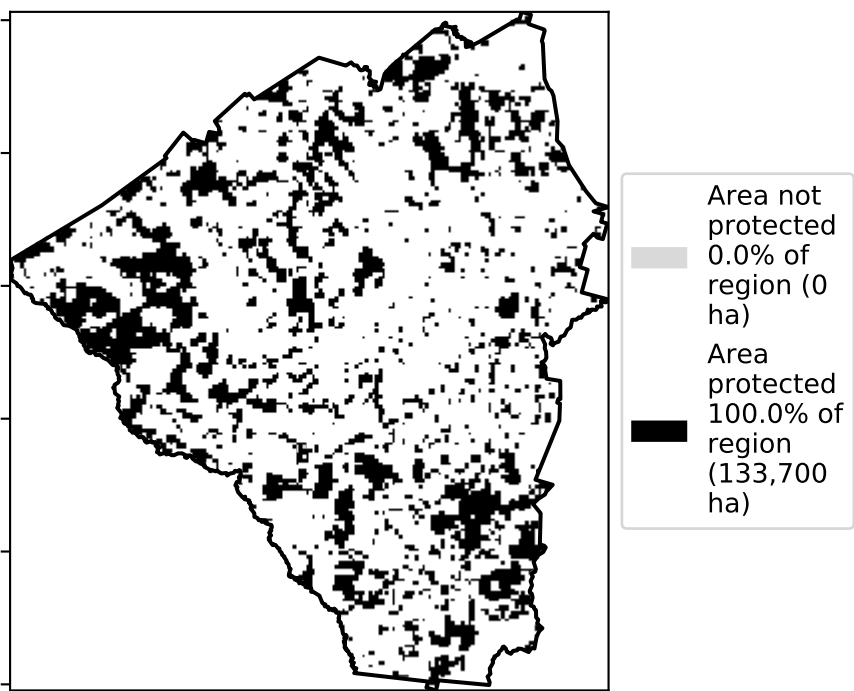 Area not
protected
0.0% of
region (0
ha)
Area
protected
100.0% of
region
(133,700
ha)